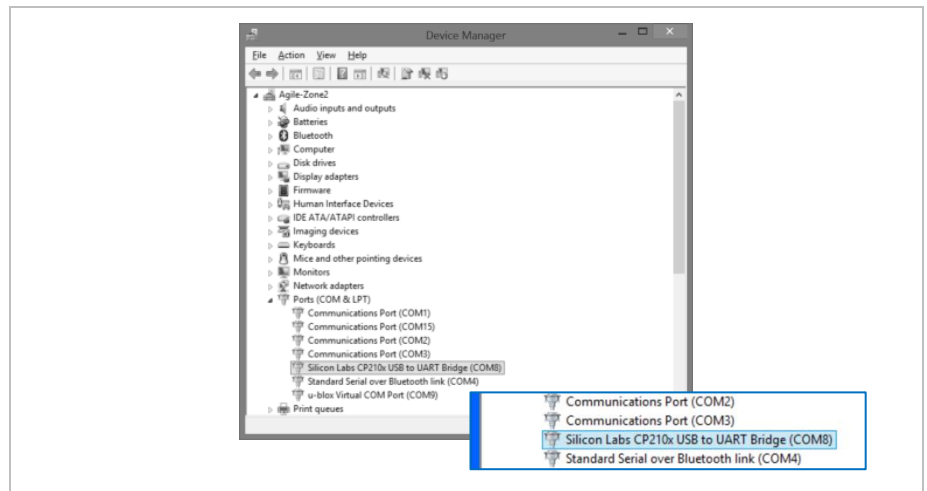 Device Manager
File Action View Help
Agile-Zone2
Audio inputs and outputs
Batteries
Bluetooth
Computer
Disk drives
Display adapters
Firmware
Human Interface Devices
IDE ATA/ATAPI controllers
Imaging devices
Keyboards
Mice and other pointing devices
Monitors
Network adapters
Ports (COM & LPT)
Communications Port (COM1)
Communications Port (COM15)
Communications Port (COM2)
Communications Port (COM3)
Silicon Labs CP210x USB to UART Bridge (COM8)
Standard Serial over Bluetooth link (COM4)
u-blox Virtual COM Port (COM9)
Print queues
Communications Port (COM2)
Communications Port (COM3)
Silicon Labs CP210x USB to UART Bridge (COM8)
Standard Serial over Bluetooth link (COM4)